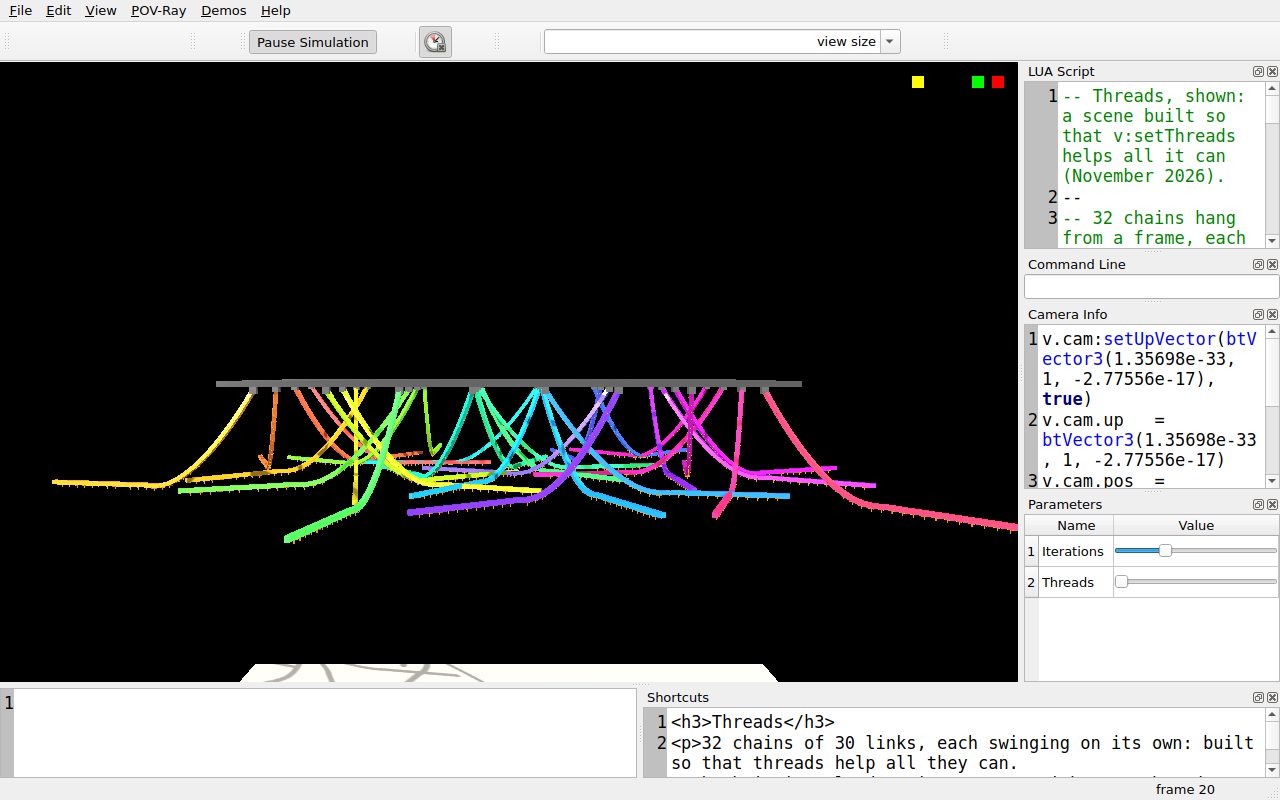 File Edit View POV-Ray Demos Help
Pause Simulation
view size
LUA Script
1 -- Threads, shown:
a scene built so
that v:setThreads
helps all it can
(November 2026).
2 --
3 -- 32 chains hang
from a frame, each
Command Line
Camera Info
1 v.cam:setUpVector(btV
ector3(1.35698e-33,
1, -2.77556e-17),
true)
2 v.cam.up   =
btVector3(1.35698e-33
, 1, -2.77556e-17)
3 v.cam.pos  =
Parameters
Name Value
1 Iterations
2 Threads
1
Shortcuts
1 <h3>Threads</h3>
2 <p>32 chains of 30 links, each swinging on its own: built
so that threads help all they can.
frame 20